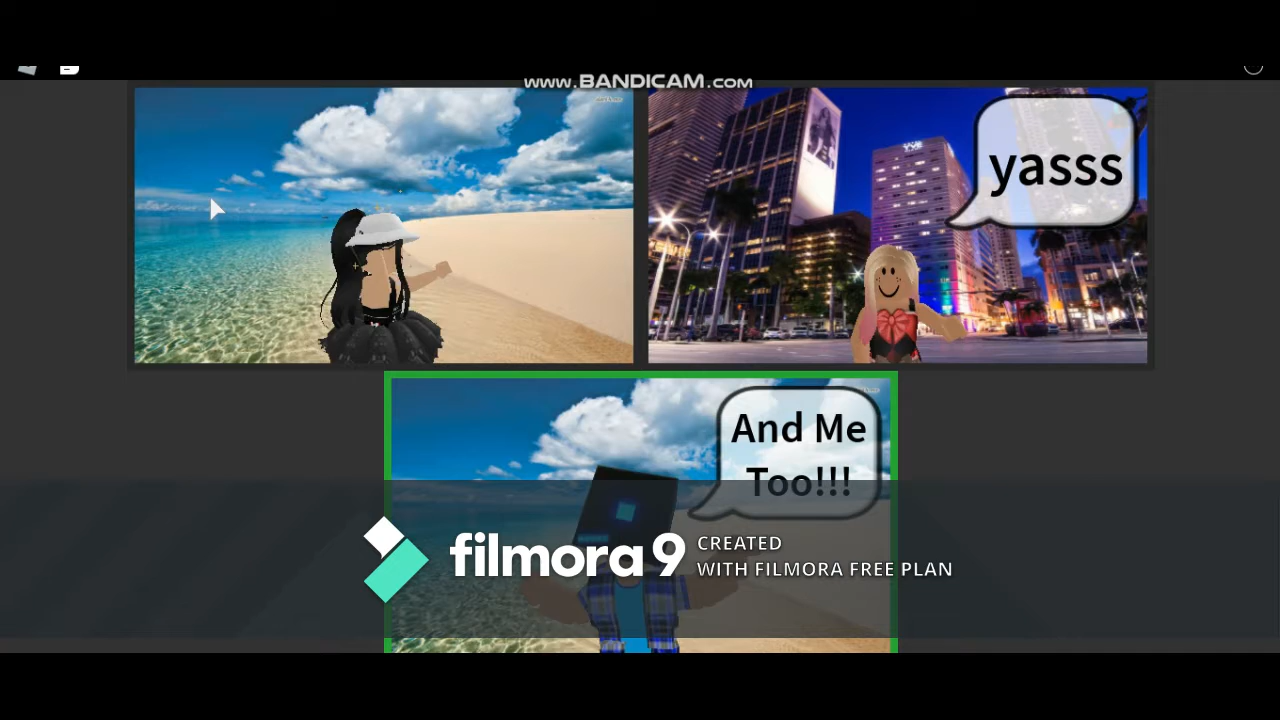 www.BANDICAM.com
yasss
And Me
Too!!!
filmora9
CREATED
WITH FILMORA FREE PLAN